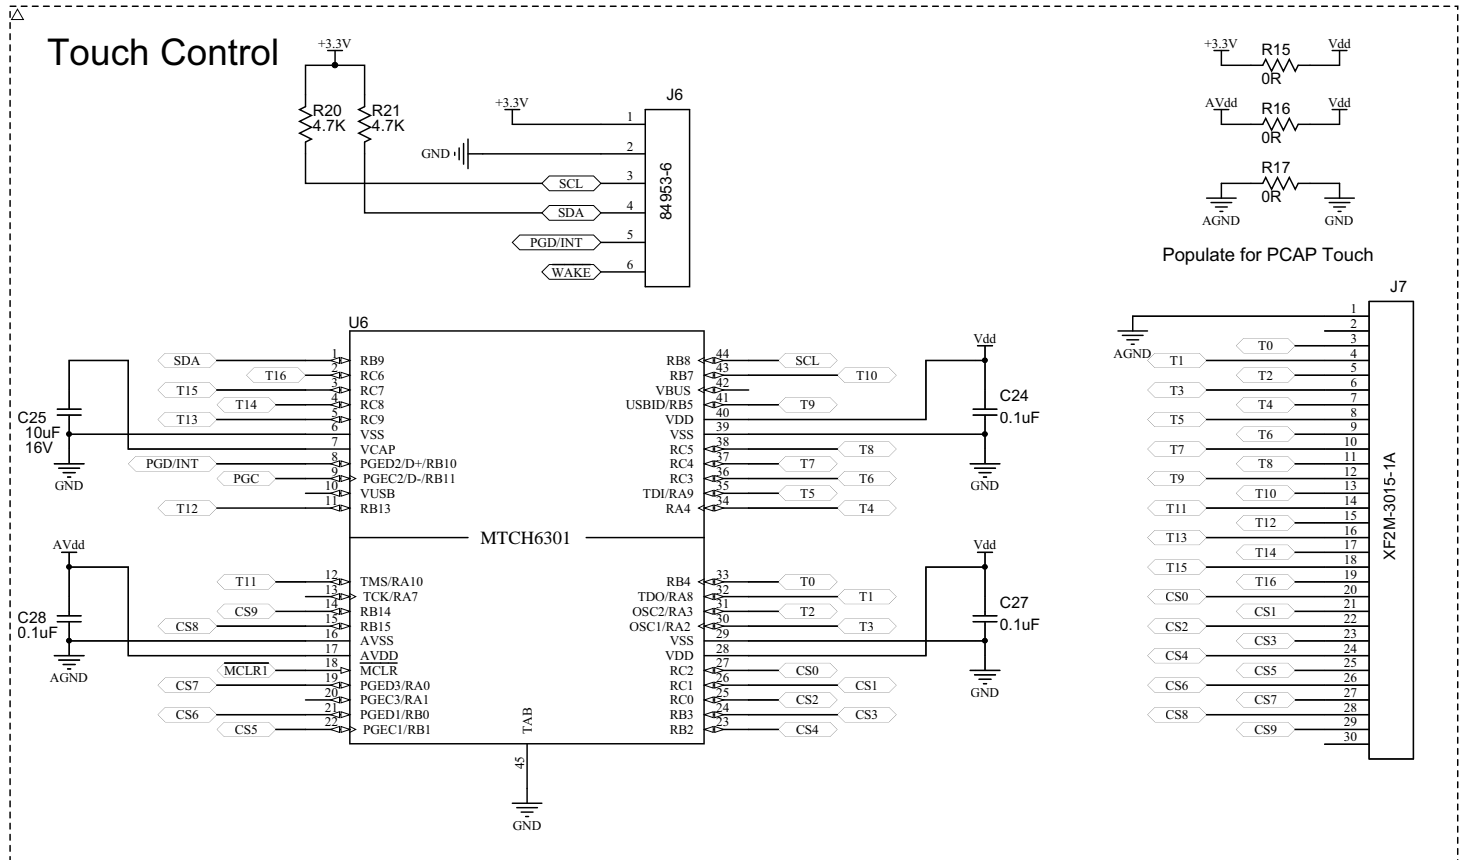 Touch Control
+3.3V
R20
4.7K
R21
4.7K
+3.3V
GND
SCL
SDA
PGD/INT
WAKE
J6
1
2
3
4
5
6
84953-6
+3.3V
R15
0R
Vdd
AVdd
R16
0R
Vdd
R17
0R
AGND
GND
Populate for PCAP Touch
U6
SDA 1 RB9
T16 2 RC6
T15 3 RC7
T14 4 RC8
T13 5 RC9
6 VSS
7 VCAP
PGD/INT 8 PGED2/D+/RB10
PGC 9 PGEC2/D-/RB11
10 VUSB
T12 11 RB13
C25
10uF
16V
GND
RB8 44 SCL
RB7 43 T10
VBUS 42
USBID/RB5 41 T9
VDD 40
VSS 39
RC5 38 T8
RC4 37 T7
RC3 36 T6
TDI/RA9 35 T5
RA4 34 T4
Vdd
C24
0.1uF
GND
MTCH6301
AVdd
C28
0.1uF
AGND
T11 12 TMS/RA10
13 TCK/RA7
CS9 14 RB14
CS8 15 RB15
16 AVSS
17 AVDD
MCLR1 18 MCLR
CS7 19 PGED3/RA0
20 PGEC3/RA1
CS6 21 PGED1/RB0
CS5 22 PGEC1/RB1
RB4 33 T0
TDO/RA8 32 T1
OSC2/RA3 31 T2
OSC1/RA2 30 T3
VSS 29
VDD 28
RC2 27 CS0
RC1 26 CS1
RC0 25 CS2
RB3 24 CS3
RB2 23 CS4
Vdd
C27
0.1uF
GND
TAB
45
GND
J7
AGND
1
2
T0 3
T1 4
T2 5
T3 6
T4 7
T5 8
T6 9
T7 10
T8 11
T9 12
T10 13
T11 14
T12 15
T13 16
T14 17
T15 18
T16 19
CS0 20
CS1 21
CS2 22
CS3 23
CS4 24
CS5 25
CS6 26
CS7 27
CS8 28
CS9 29
30
XF2M-3015-1A